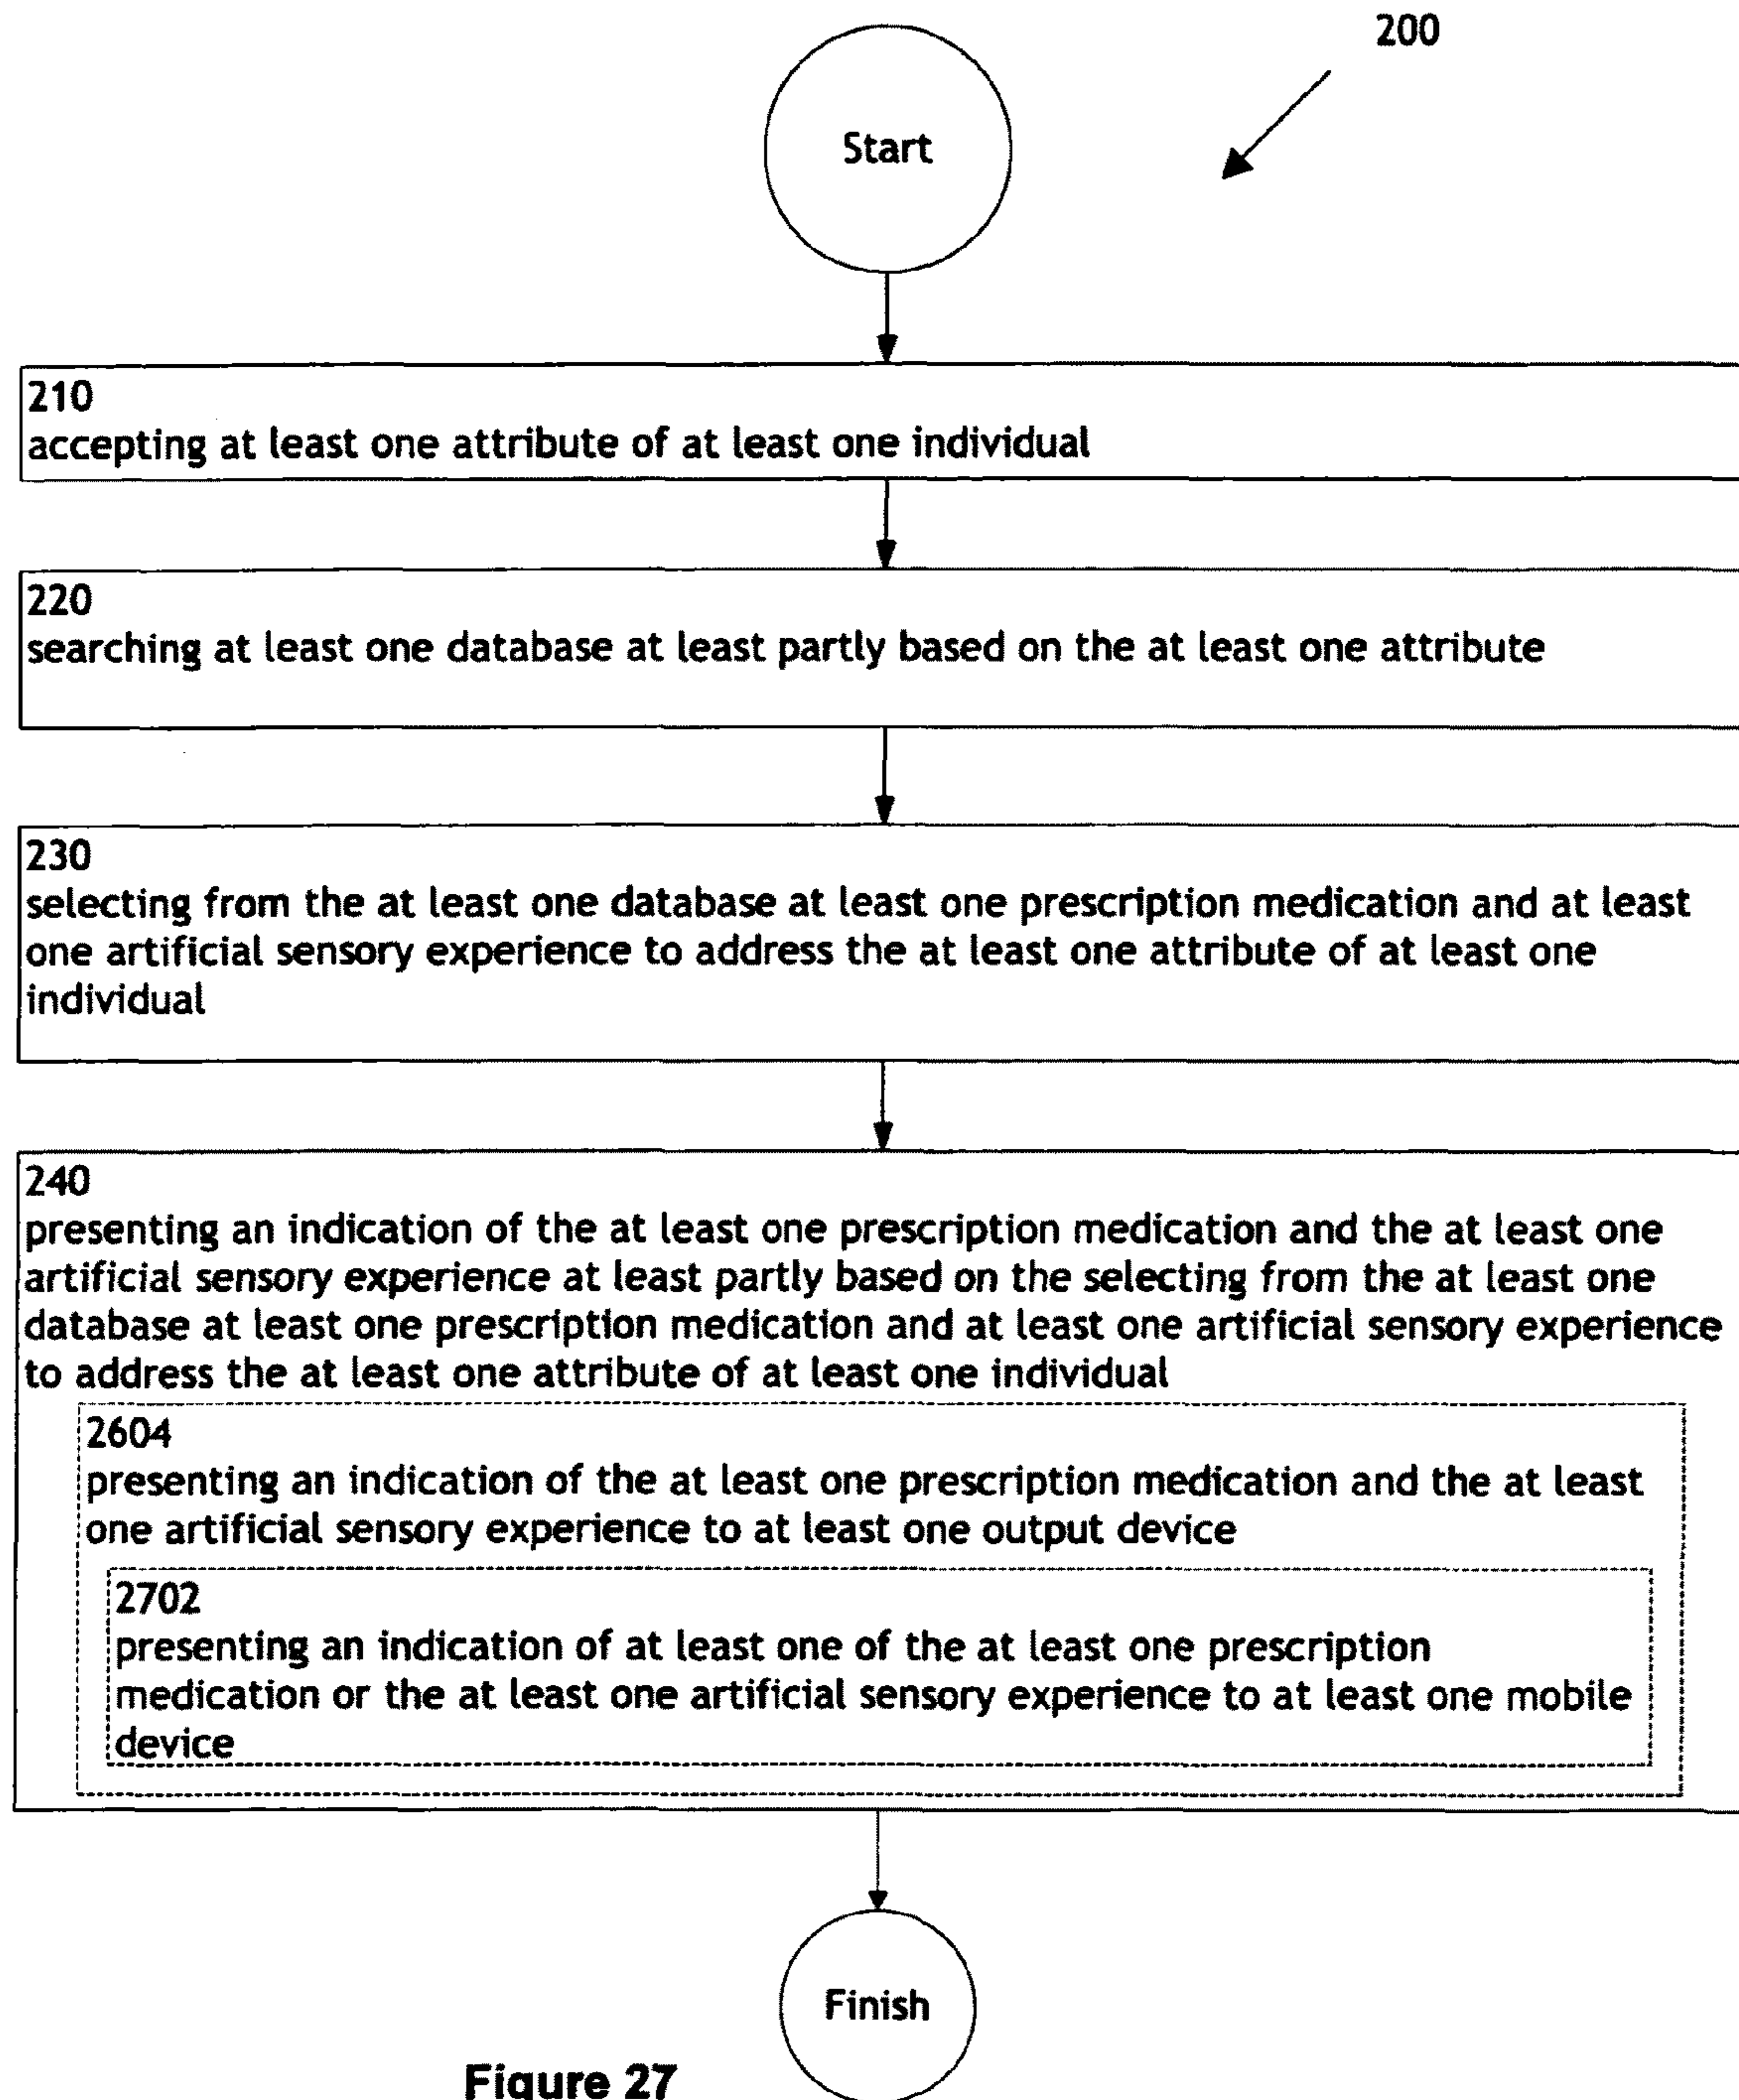 200
Start
210
accepting at least one attribute of at least one individual
220
searching at least one database at least partly based on the at least one attribute
230
selecting from the at least one database at least one prescription medication and at least
one artificial sensory experience to address the at least one attribute of at least one
individual
240
presenting an indication of the at least one prescription medication and the at least one
artificial sensory experience at least partly based on the selecting from the at least one
database at least one prescription medication and at least one artificial sensory experience
to address the at least one attribute of at least one individual
2604
presenting an indication of the at least one prescription medication and the at least
one artificial sensory experience to at least one output device
2702
presenting an indication of at least one of the at least one prescription
medication or the at least one artificial sensory experience to at least one mobile
device
Finish
Figure 27